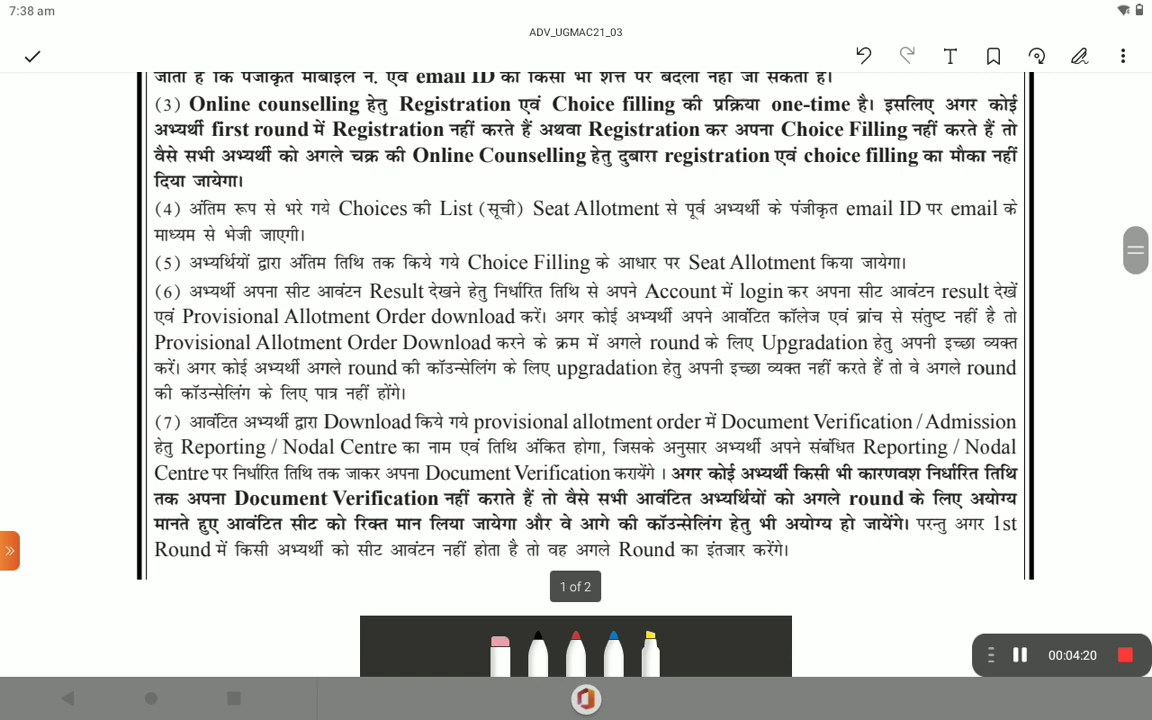 7:38 am
ADV_UGMAC21_03
जाता है कि पंजीकृत मोबाईल नं. एवं email ID को किसी भी शर्त्त पर बदला नहीं जा सकता है।
(3) Online counselling हेतु Registration एवं Choice filling की प्रक्रिया one-time है। इसलिए अगर कोई
अभ्यर्थी first round में Registration नहीं करते हैं अथवा Registration कर अपना Choice Filling नहीं करते हैं तो
वैसे सभी अभ्यर्थी को अगले चक्र की Online Counselling हेतु दुबारा registration एवं choice filling का मौका नहीं
दिया जायेगा।
(4) अंतिम रूप से भरे गये Choices की List (सूची) Seat Allotment से पूर्व अभ्यर्थी के पंजीकृत email ID पर email के
माध्यम से भेजी जाएगी।
(5) अभ्यर्थियों द्वारा अंतिम तिथि तक किये गये Choice Filling के आधार पर Seat Allotment किया जायेगा।
(6) अभ्यर्थी अपना सीट आवंटन Result देखने हेतु निर्धारित तिथि से अपने Account में login कर अपना सीट आवंटन result देखें
एवं Provisional Allotment Order download करें। अगर कोई अभ्यर्थी अपने आवंटित कॉलेज एवं ब्रांच से संतुष्ट नहीं है तो
Provisional Allotment Order Download करने के क्रम में अगले round के लिए Upgradation हेतु अपनी इच्छा व्यक्त
करें। अगर कोई अभ्यर्थी अगले round की कॉउन्सेलिंग के लिए upgradation हेतु अपनी इच्छा व्यक्त नहीं करते हैं तो वे अगले round
की कॉउन्सेलिंग के लिए पात्र नहीं होंगे।
(7) आवंटित अभ्यर्थी द्वारा Download किये गये provisional allotment order में Document Verification / Admission
हेतु Reporting / Nodal Centre का नाम एवं तिथि अंकित होगा, जिसके अनुसार अभ्यर्थी अपने संबंधित Reporting / Nodal
Centre पर निर्धारित तिथि तक जाकर अपना Document Verification करायेंगे । अगर कोई अभ्यर्थी किसी भी कारणवश निर्धारित तिथि
तक अपना Document Verification नहीं कराते हैं तो वैसे सभी आवंटित अभ्यर्थियों को अगले round के लिए अयोग्य
मानते हुए आवंटित सीट को रिक्त मान लिया जायेगा और वे आगे की कॉउन्सेलिंग हेतु भी अयोग्य हो जायेंगे। परन्तु अगर 1st
Round में किसी अभ्यर्थी को सीट आवंटन नहीं होता है तो वह अगले Round का इंतजार करेंगे।
1 of 2
00:04:20